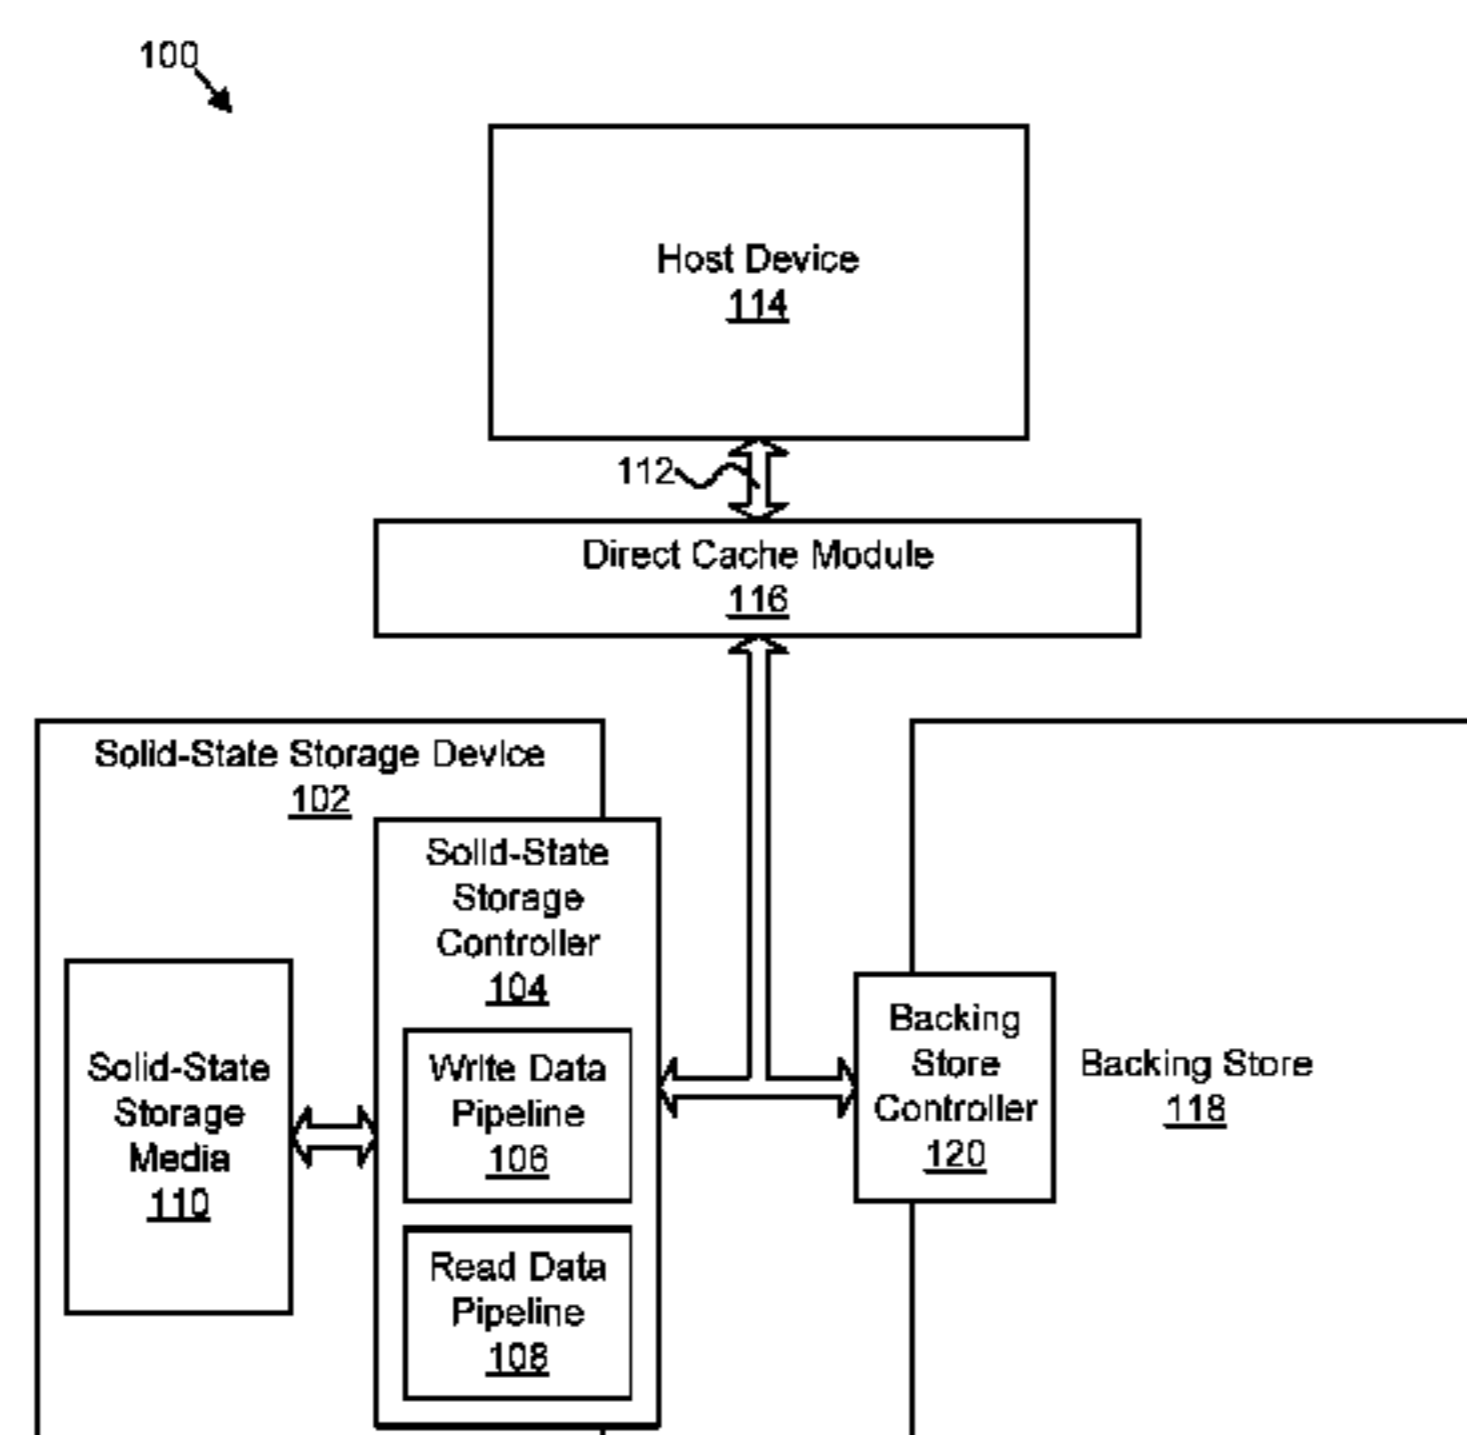 100
Host Device
114
112
Direct Cache Module
116
Solid-State Storage Device
102
Solid-State
Storage
Controller
104
Solid-State
Storage
Media
110
Write Data
Pipeline
106
Read Data
Pipeline
108
Backing
Store
Controller
120
Backing Store
118